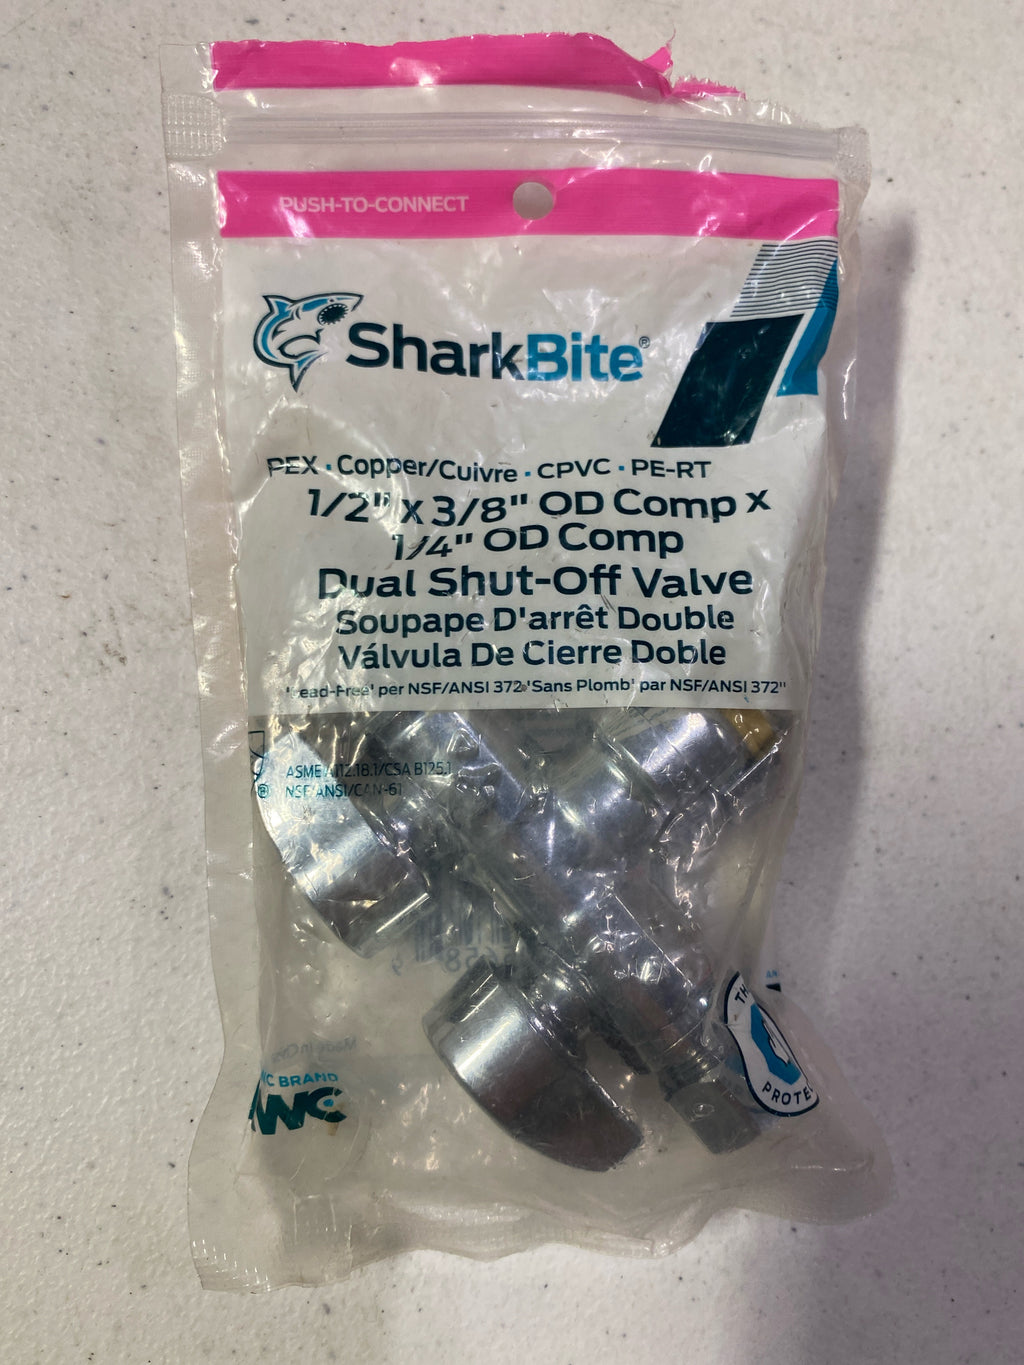 PUSH-TO-CONNECT
SharkBite®
PEX · Copper/Cuivre · CPVC · PE-RT
1/2" x 3/8" OD Comp x
1/4" OD Comp
Dual Shut-Off Valve
Soupape D'arrêt Double
Válvula De Cierre Doble
'Lead-Free' per NSF/ANSI 372 'Sans Plomb' par NSF/ANSI 372"
ASME A112.18.1/CSA B125.1
® NSF/ANSI/CAN-61
BRAND
RWC
Made in